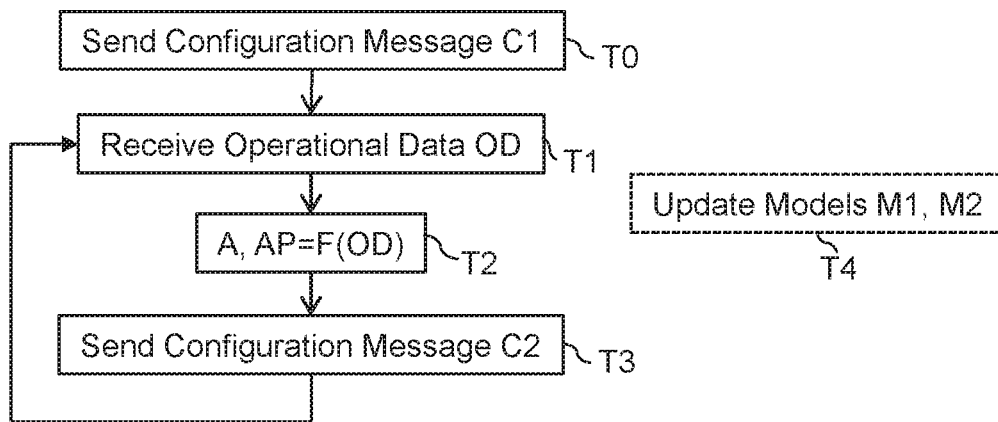 Send Configuration Message C1
T0
Receive Operational Data OD
T1
Update Models M1, M2
T4
A, AP=F(OD)
T2
Send Configuration Message C2
T3